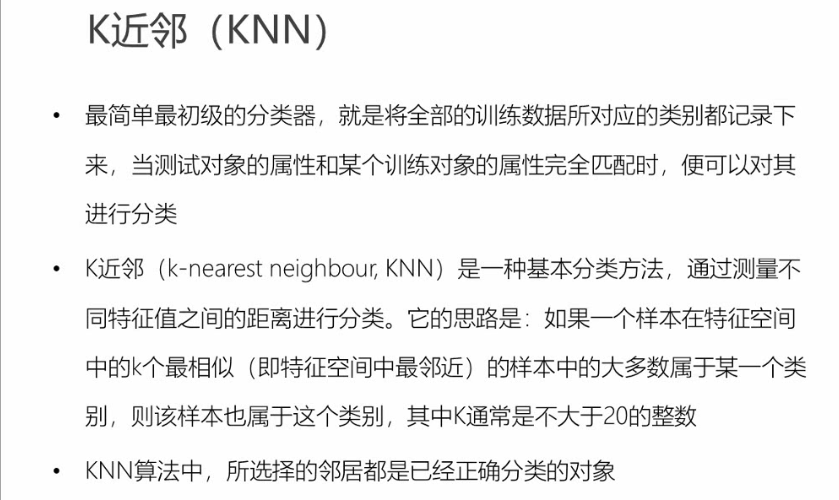 K近邻（KNN）
• 最简单最初级的分类器，就是将全部的训练数据所对应的类别都记录下
来，当测试对象的属性和某个训练对象的属性完全匹配时，便可以对其
进行分类
• K近邻（k-nearest neighbour, KNN）是一种基本分类方法，通过测量不
同特征值之间的距离进行分类。它的思路是：如果一个样本在特征空间
中的k个最相似（即特征空间中最邻近）的样本中的大多数属于某一个类
别，则该样本也属于这个类别，其中K通常是不大于20的整数
• KNN算法中，所选择的邻居都是已经正确分类的对象